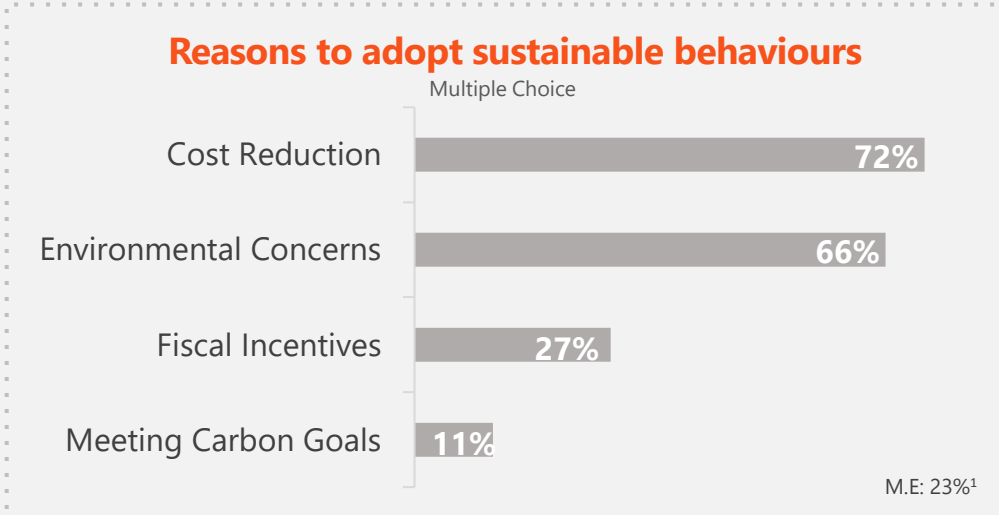 Reasons to adopt sustainable behaviours
Multiple Choice
Cost Reduction
72%
Environmental Concerns
66%
Fiscal Incentives
27%
Meeting Carbon Goals
11%
M.E: 23%¹